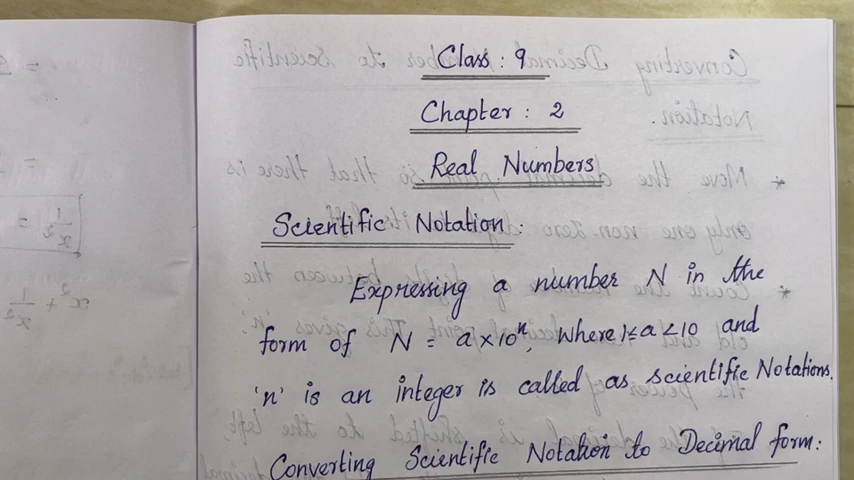 Class : 9
Chapter : 2
Real Numbers
Scientific Notation :
Expressing a number N in the
form of N = a × 10ⁿ, where 1≤a<10 and
'n' is an integer is called as scientific Notations.
Converting Scientific Notation to Decimal form :